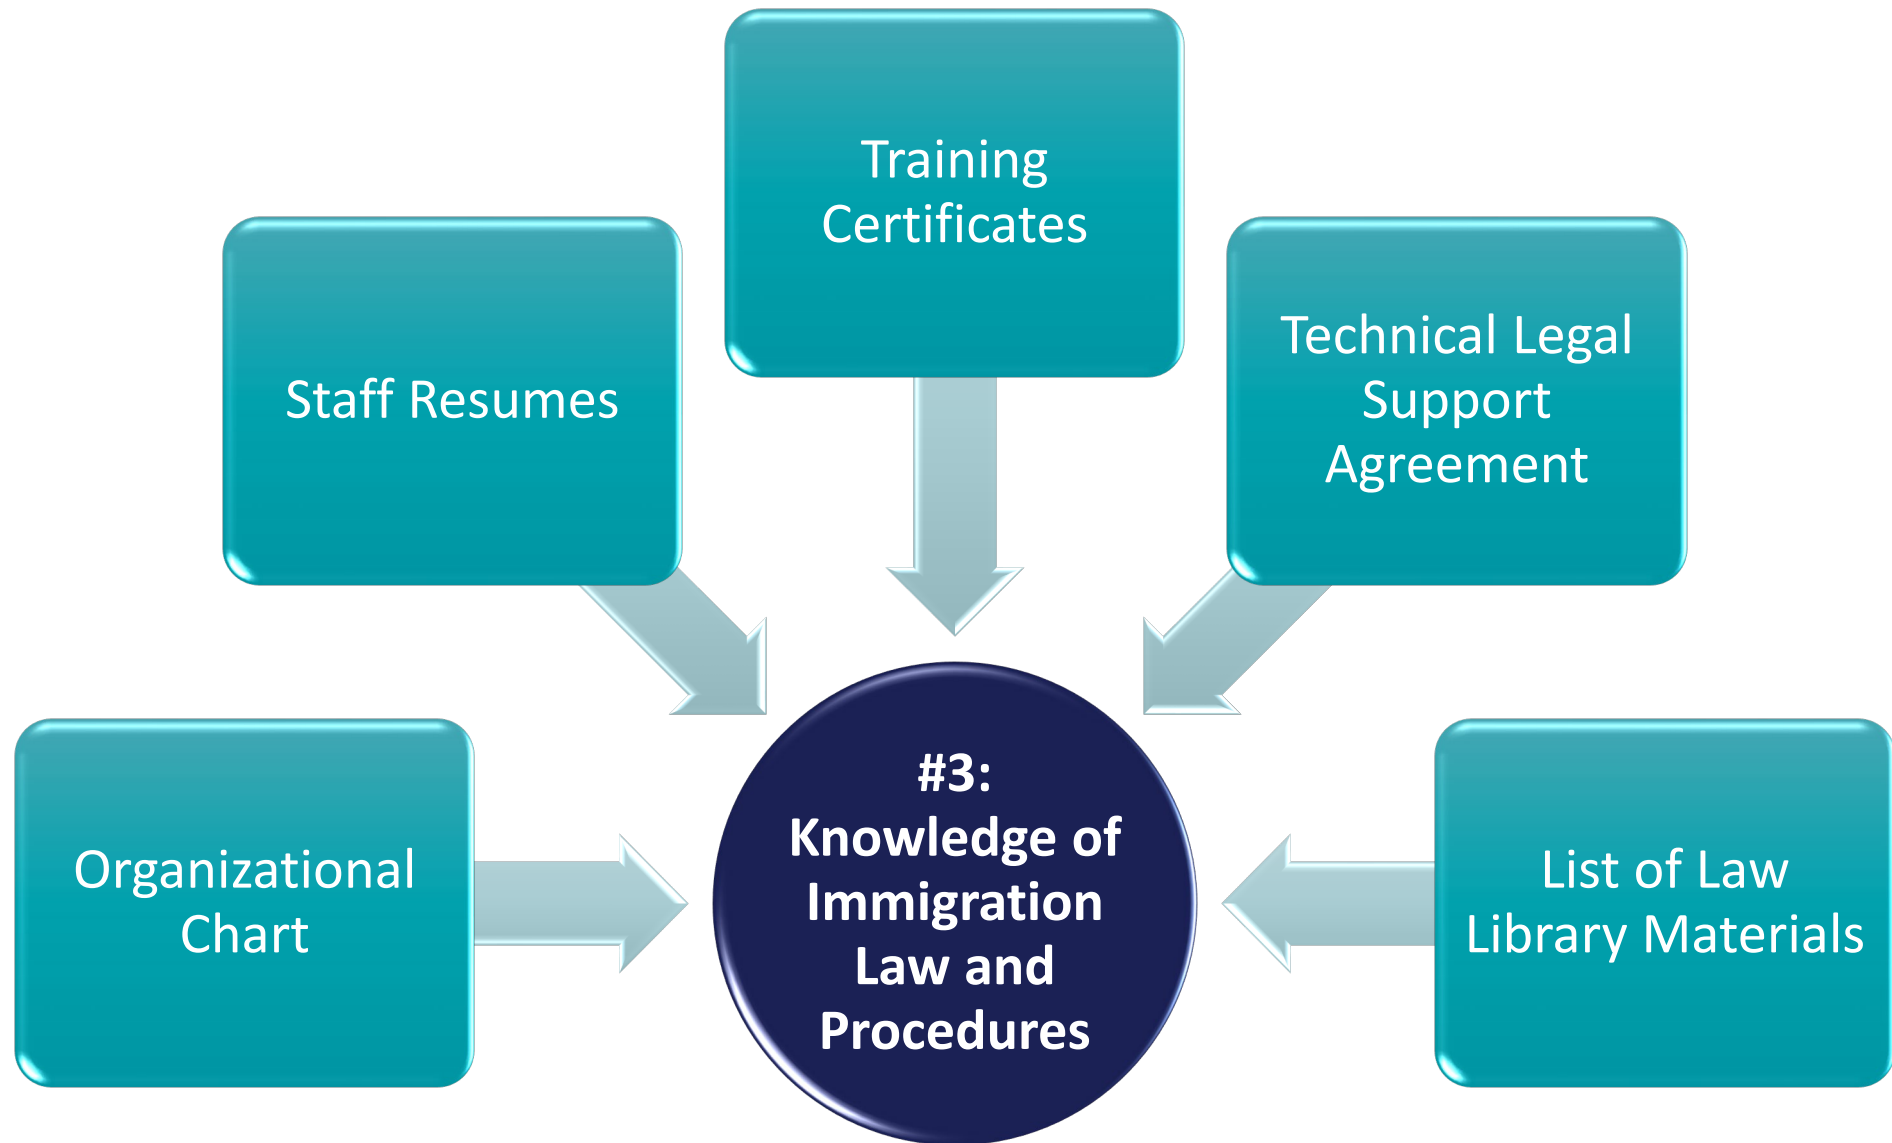 Training
Certificates
Staff Resumes
Technical Legal
Support
Agreement
Organizational
Chart
#3:
Knowledge of
Immigration
Law and
Procedures
List of Law
Library Materials